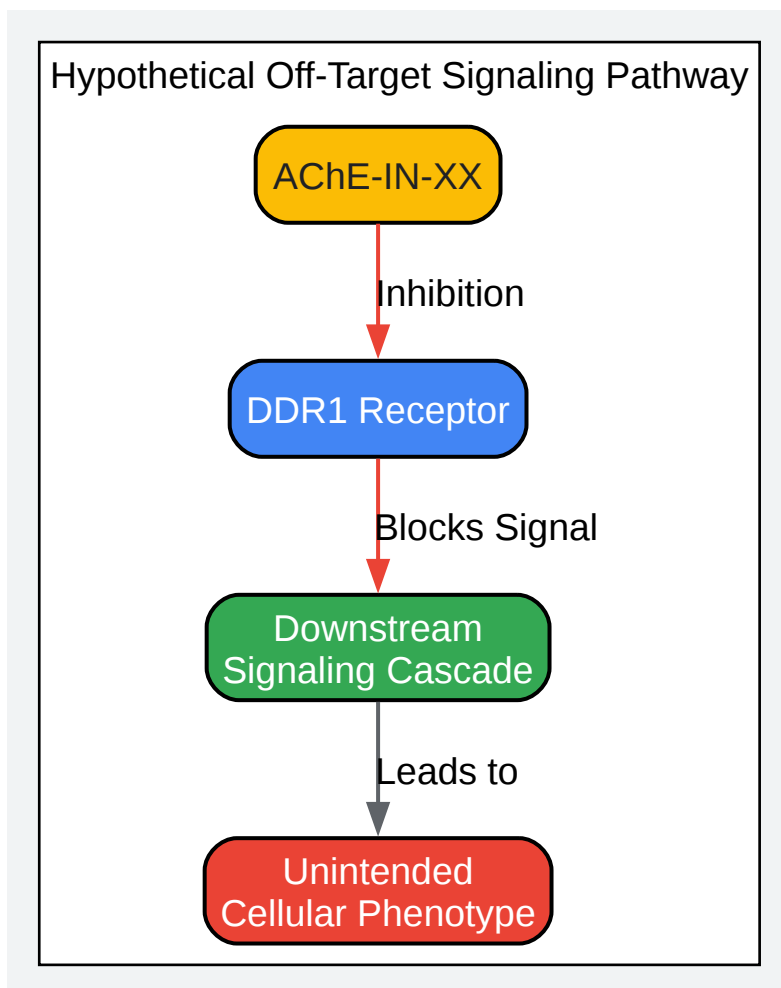 Hypothetical Off-Target Signaling Pathway
AChE-IN-XX
Inhibition
DDR1 Receptor
Blocks Signal
Downstream
Signaling Cascade
Leads to
Unintended
Cellular Phenotype